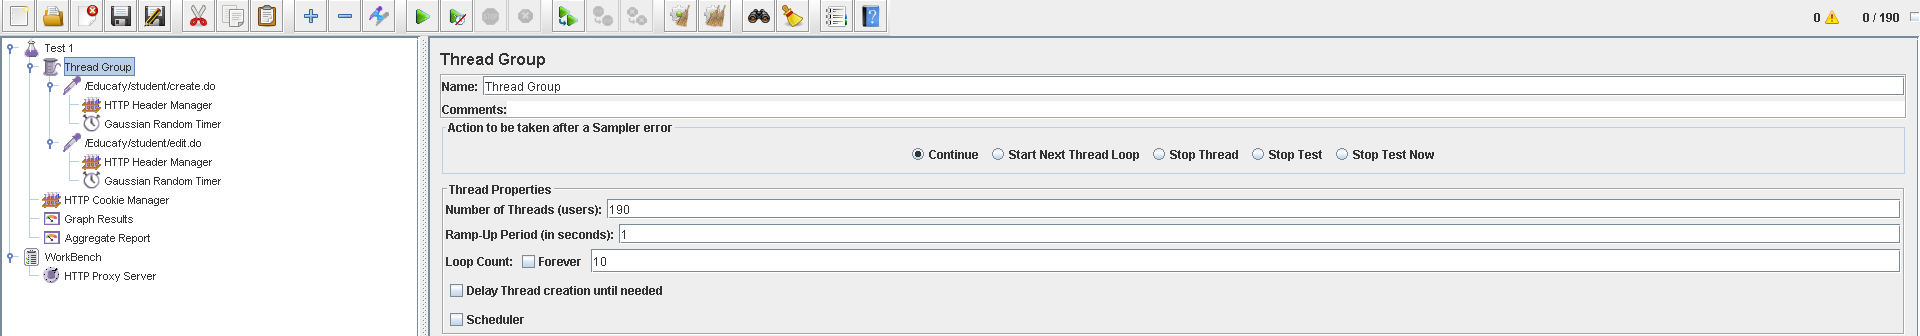 0 0 / 190
Test 1
Thread Group
/Educafy/student/create.do
HTTP Header Manager
Gaussian Random Timer
/Educafy/student/edit.do
HTTP Header Manager
Gaussian Random Timer
HTTP Cookie Manager
Graph Results
Aggregate Report
WorkBench
HTTP Proxy Server
Thread Group
Name: Thread Group
Comments:
Action to be taken after a Sampler error
Continue Start Next Thread Loop Stop Thread Stop Test Stop Test Now
Thread Properties
Number of Threads (users): 190
Ramp-Up Period (in seconds): 1
Loop Count: Forever 10
Delay Thread creation until needed
Scheduler